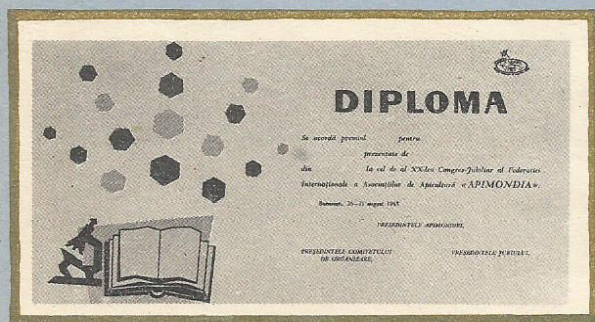 DIPLOMA
Se acordă premiul pentru
prezentate de
din la cel de al XX-lea Congres-Jubiliar al Federației
Internaționale a Asociațiilor de Apicultură «APIMONDIA».
București, 26–31 august 1965
PREȘEDINTELE APIMONDIEI,
PREȘEDINTELE COMITETULUI PREȘEDINTELE JURIULUI,
DE ORGANIZARE,